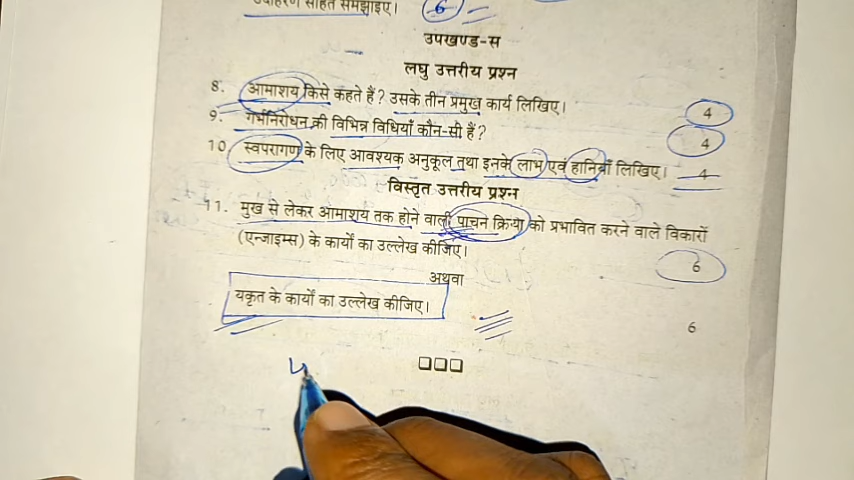 उदाहरण सहित समझाइए। 6
उपखण्ड-स
लघु उत्तरीय प्रश्न
8. आमाशय किसे कहते हैं? उसके तीन प्रमुख कार्य लिखिए। 4
9. गर्भनिरोधन की विभिन्न विधियाँ कौन-सी हैं? 4
10. स्वपरागण के लिए आवश्यक अनुकूल तथा इनके लाभ एवं हानियाँ लिखिए। 4
विस्तृत उत्तरीय प्रश्न
11. मुख से लेकर आमाशय तक होने वाली पाचन क्रिया को प्रभावित करने वाले विकारों
(एन्जाइम्स) के कार्यों का उल्लेख कीजिए। 6
अथवा
यकृत के कार्यों का उल्लेख कीजिए। 6